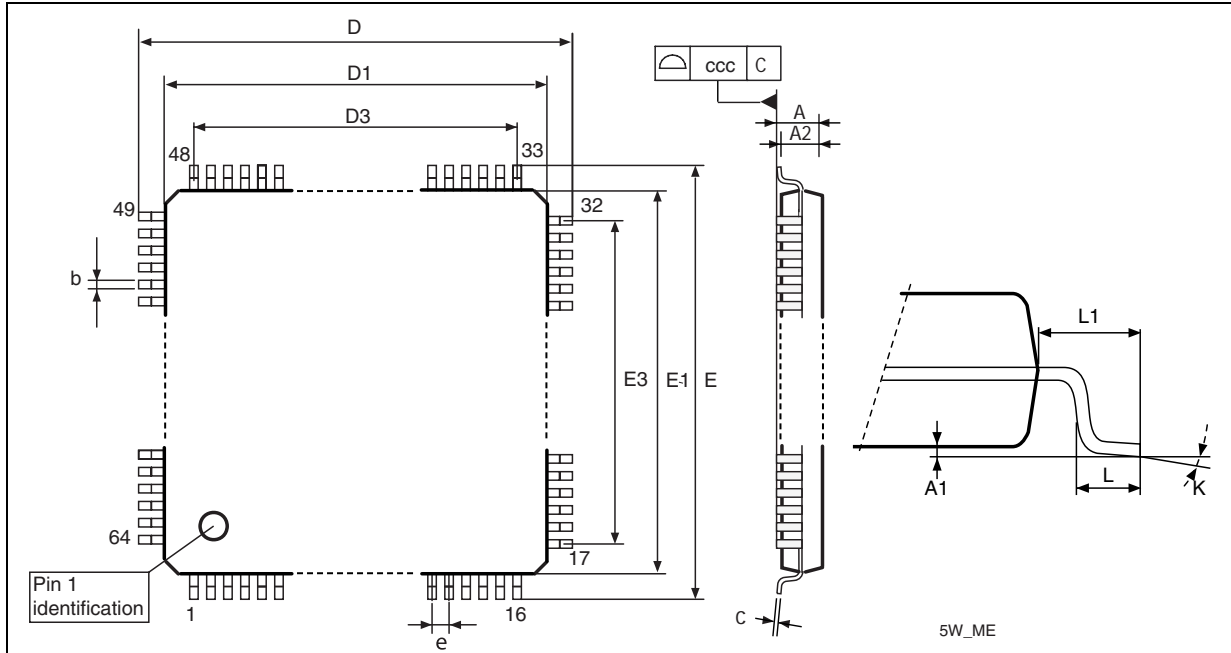 D
D1
D3
ccc C
A
A2
48
33
49
32
b
L1
E3
E1
E
A1
L
K
64
17
Pin 1
identification
1
16
e
C
5W_ME